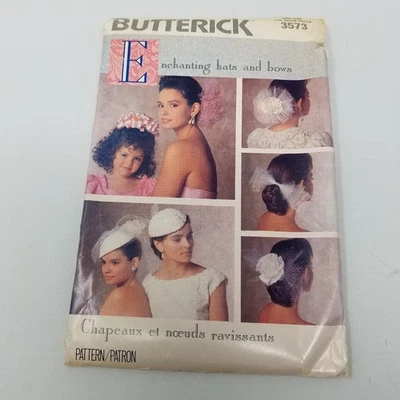 BUTTERICK
3573
Enchanting hats and bows
Chapeaux et nœuds ravissants
PATTERN/PATRON